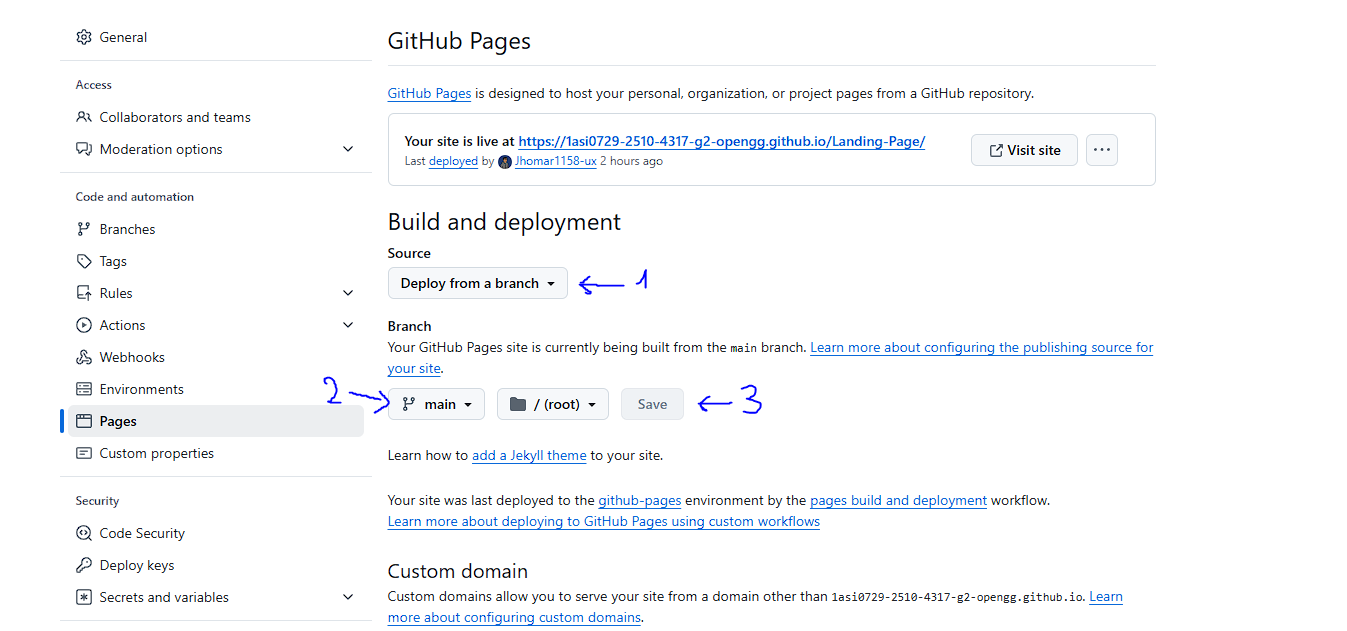 General
Access
Collaborators and teams
Moderation options
Code and automation
Branches
Tags
Rules
Actions
Webhooks
Environments
Pages
Custom properties
Security
Code Security
Deploy keys
Secrets and variables
GitHub Pages
GitHub Pages is designed to host your personal, organization, or project pages from a GitHub repository.
Your site is live at https://1asi0729-2510-4317-g2-opengg.github.io/Landing-Page/
Last deployed by Jhomar1158-ux 2 hours ago
Visit site
Build and deployment
Source
Deploy from a branch
1
Branch
Your GitHub Pages site is currently being built from the main branch. Learn more about configuring the publishing source for
your site.
2
main
/ (root)
Save
3
Learn how to add a Jekyll theme to your site.
Your site was last deployed to the github-pages environment by the pages build and deployment workflow.
Learn more about deploying to GitHub Pages using custom workflows
Custom domain
Custom domains allow you to serve your site from a domain other than 1asi0729-2510-4317-g2-opengg.github.io. Learn
more about configuring custom domains.